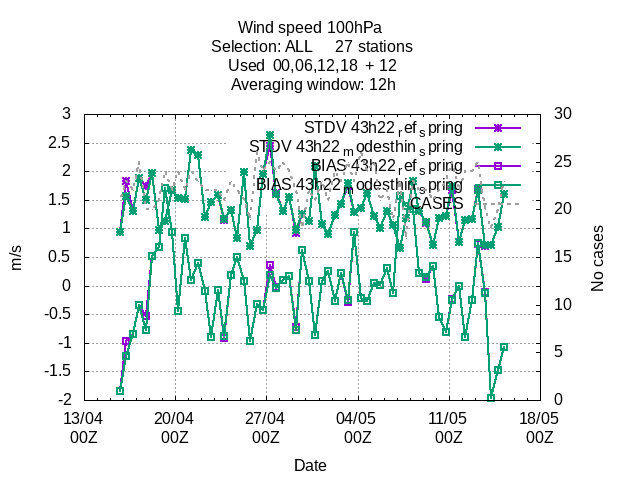 Wind speed 100hPa
Selection: ALL 27 stations
Used 00,06,12,18 + 12
Averaging window: 12h
STDV 43h22_ref_spring
STDV 43h22_modesthin_spring
BIAS 43h22_ref_spring
BIAS 43h22_modesthin_spring
CASES
3
2.5
2
1.5
1
0.5
0
-0.5
-1
-1.5
-2
m/s
30
25
20
15
10
5
0
No cases
13/04 20/04 27/04 04/05 11/05 18/05
00Z 00Z 00Z 00Z 00Z 00Z
Date